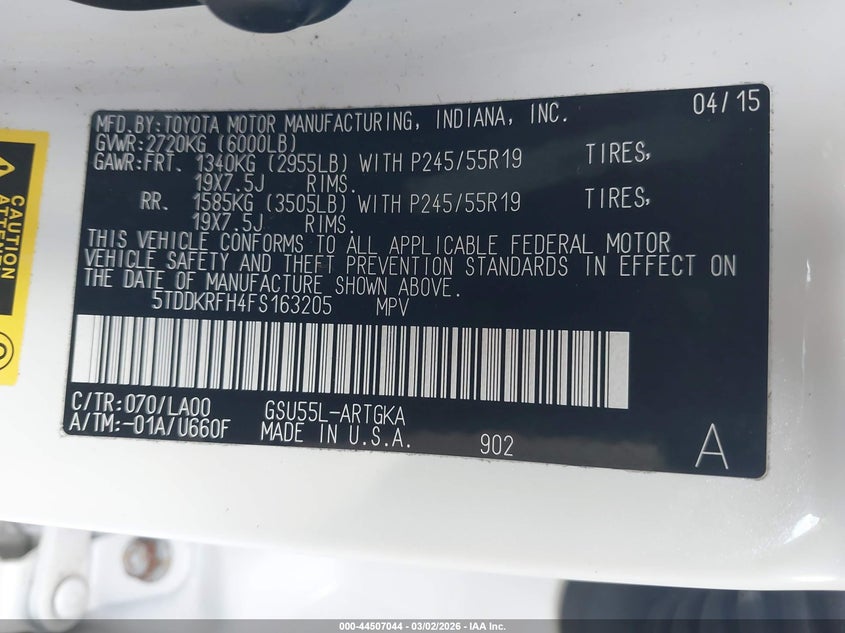 04/15
MFD.BY:TOYOTA MOTOR MANUFACTURING, INDIANA, INC.
GVWR:2720KG (6000LB)
GAWR:FRT. 1340KG (2955LB) WITH P245/55R19 TIRES,
19X7.5J RIMS.
RR. 1585KG (3505LB) WITH P245/55R19 TIRES,
19X7.5J RIMS.
THIS VEHICLE CONFORMS TO ALL APPLICABLE FEDERAL MOTOR
VEHICLE SAFETY AND THEFT PREVENTION STANDARDS IN EFFECT ON
THE DATE OF MANUFACTURE SHOWN ABOVE.
5TDDKRFH4FS163205 MPV
C/TR:070/LA00 GSU55L-ARTGKA
A/TM:-01A/U660F MADE IN U.S.A. 902
A
CAUTION
000-44507044 - 03/02/2026 - IAA Inc.